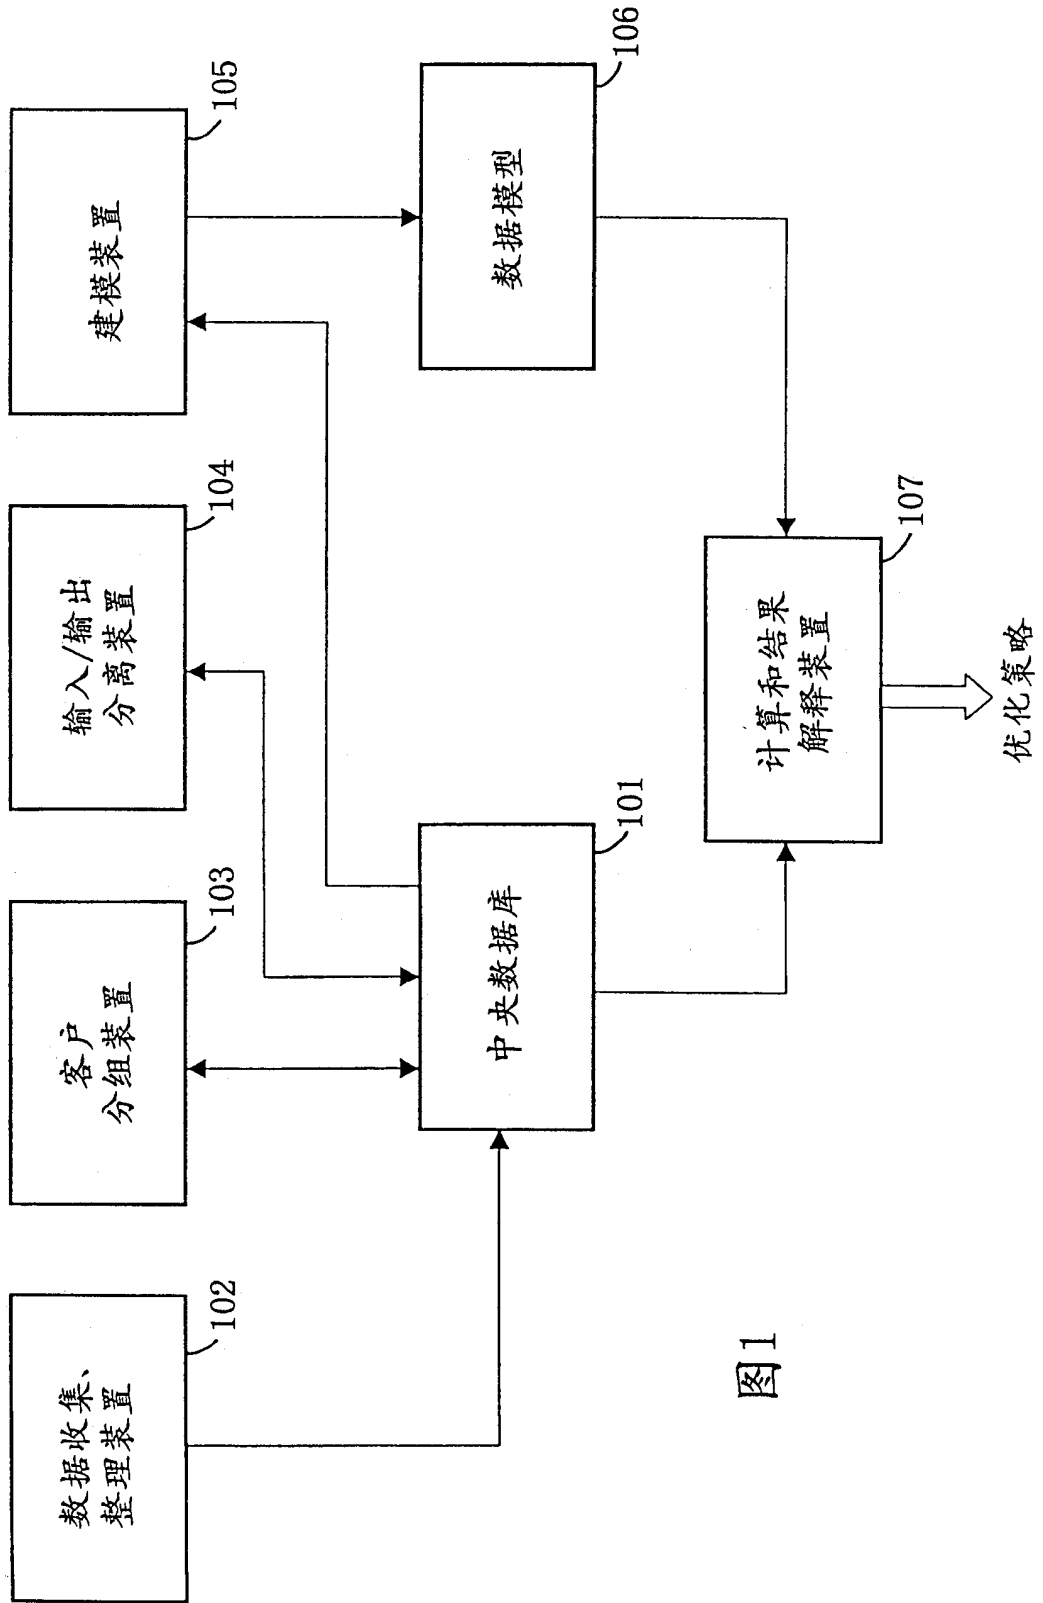 数据收集、
整理装置
102
客户
分组装置
103
输入/输出
分离装置
104
建模装置
105
中央数据库
101
数据模型
106
计算和结果
解释装置
107
优化策略
图1